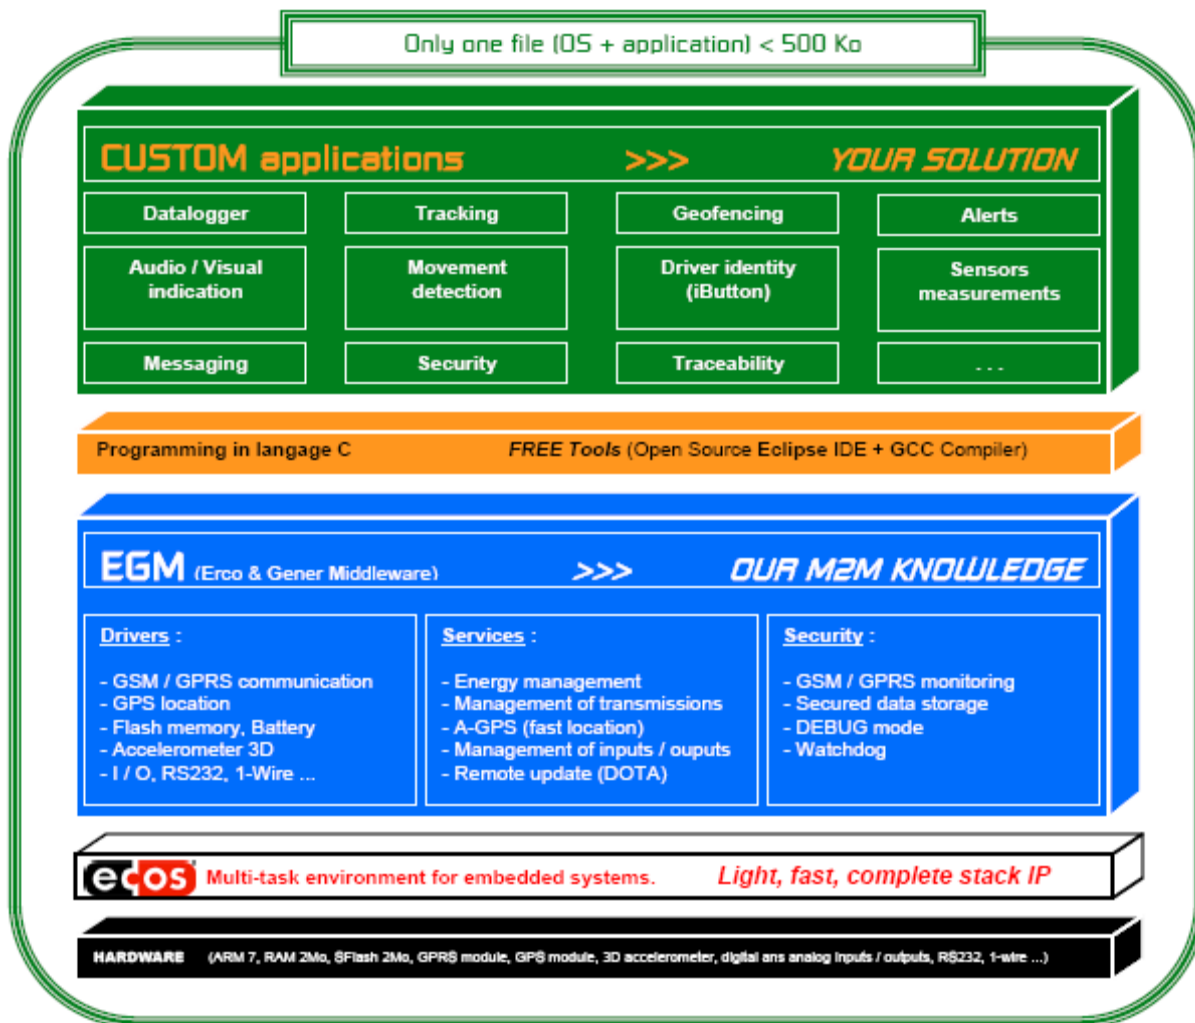 Only one file (OS + application) < 500 Ko
CUSTOM applications >>> YOUR SOLUTION
Datalogger Tracking Geofencing Alerts
Audio / Visual indication
Movement detection
Driver identity (iButton)
Sensors measurements
Messaging Security Traceability ...
Programming in langage C FREE Tools (Open Source Eclipse IDE + GCC Compiler)
EGM (Erco & Gener Middleware) >>> OUR M2M KNOWLEDGE
Drivers :
- GSM / GPRS communication
- GPS location
- Flash memory, Battery
- Accelerometer 3D
- I / O, RS232, 1-Wire ...
Services :
- Energy management
- Management of transmissions
- A-GPS (fast location)
- Management of inputs / ouputs
- Remote update (DOTA)
Security :
- GSM / GPRS monitoring
- Secured data storage
- DEBUG mode
- Watchdog
ecos Multi-task environment for embedded systems. Light, fast, complete stack IP
HARDWARE (ARM 7, RAM 2Mo, SFlash 2Mo, GPRS module, GPS module, 3D accelerometer, digital ans analog inputs / outputs, RS232, 1-wire ...)